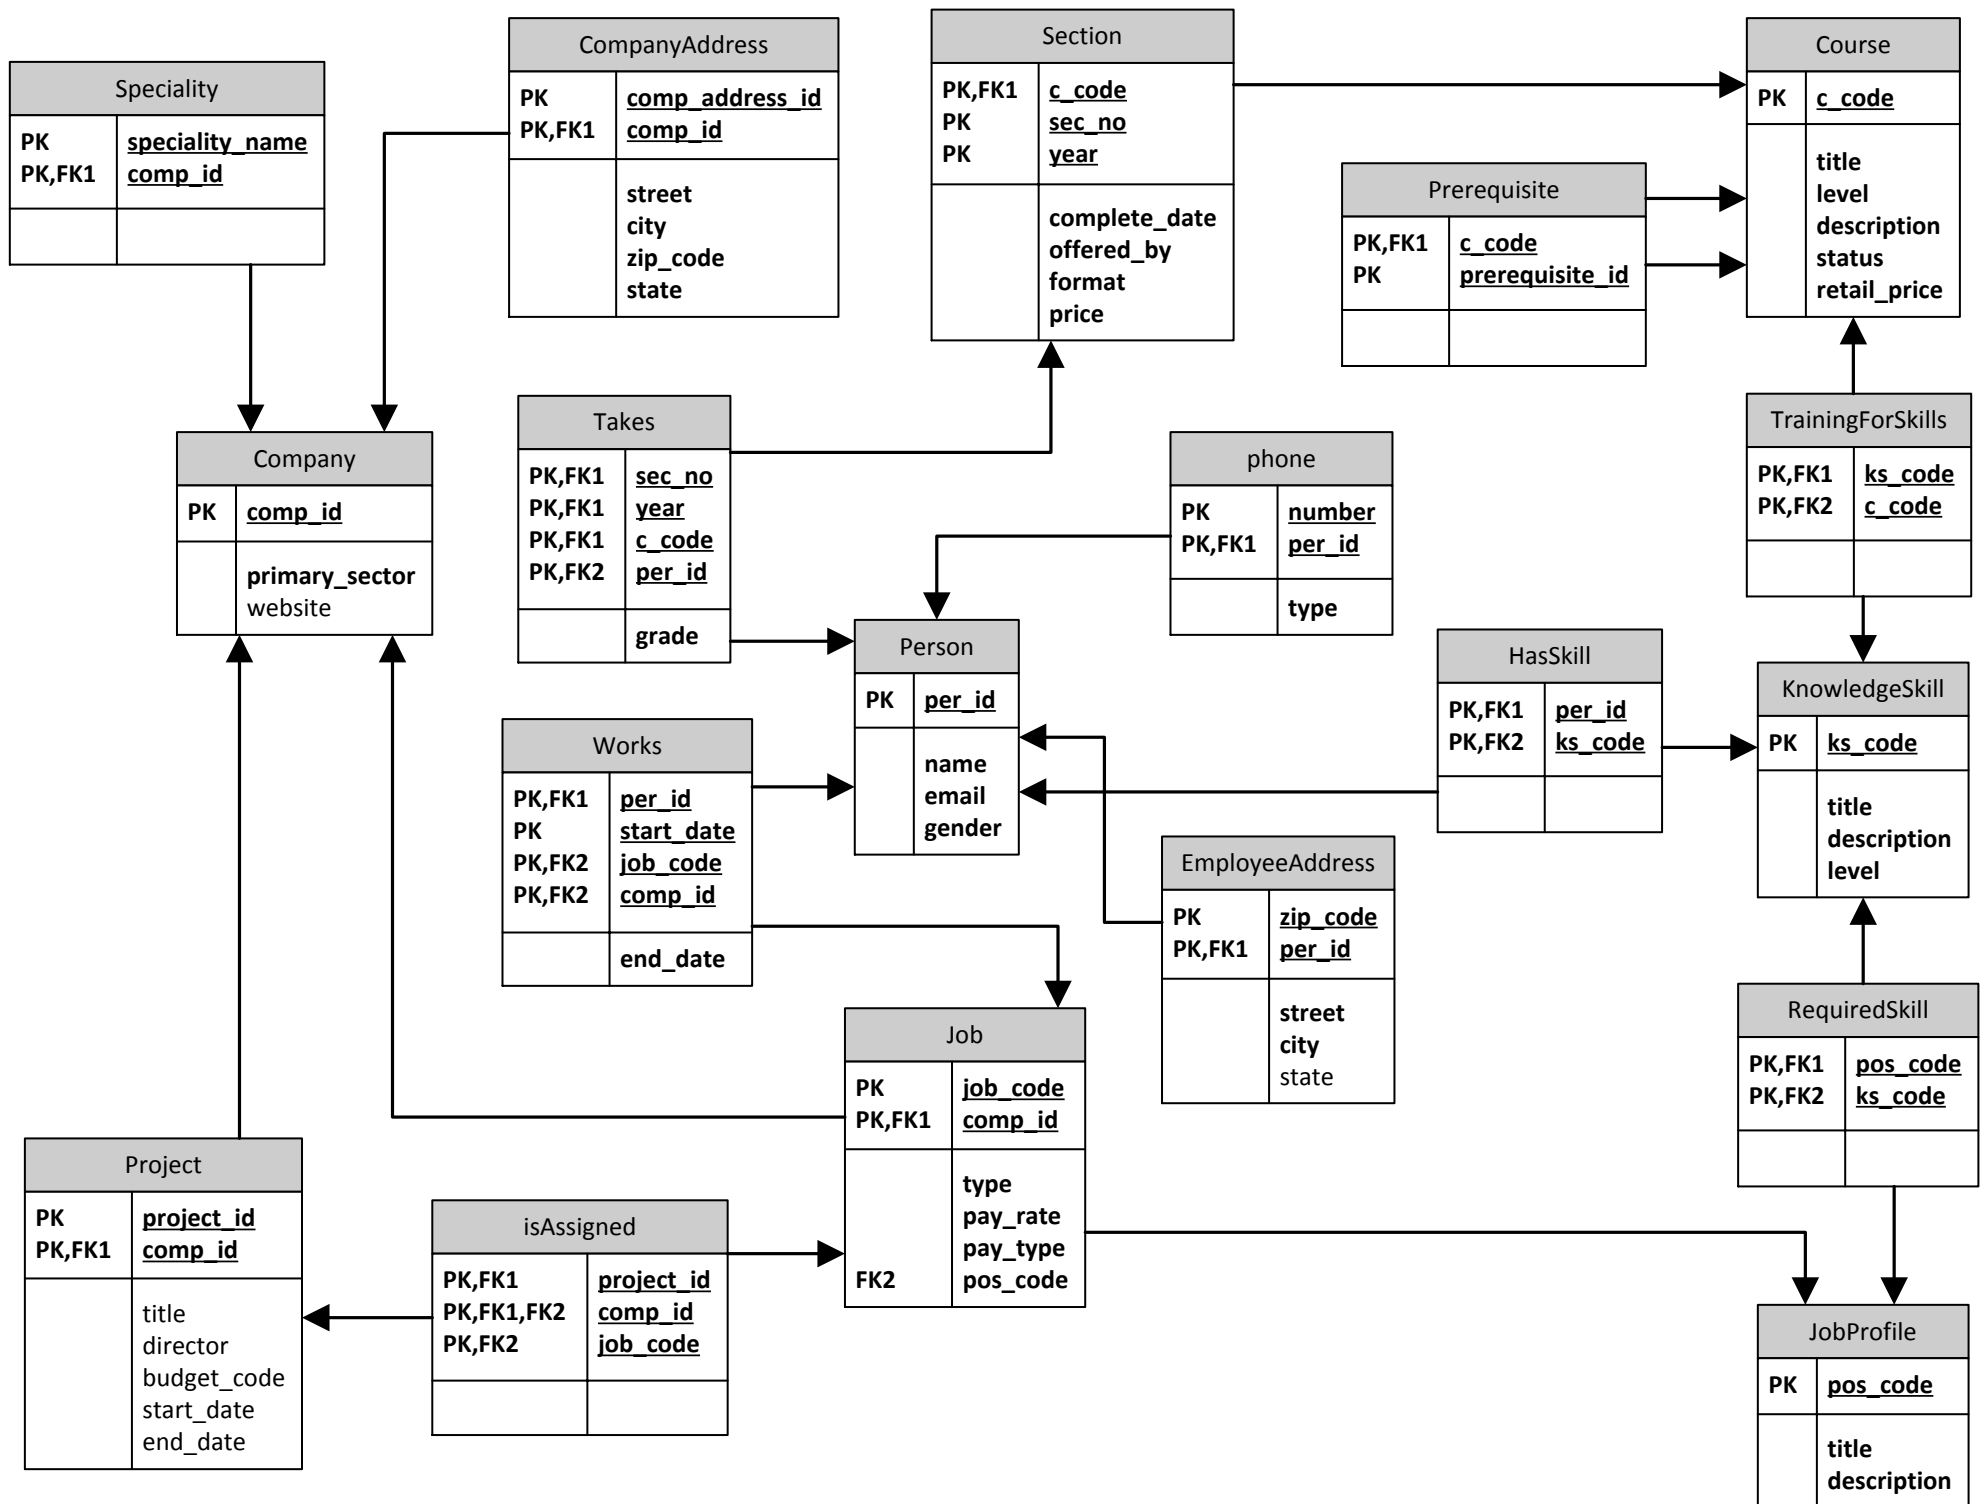 Speciality
PK speciality_name
PK,FK1 comp_id
CompanyAddress
PK comp_address_id
PK,FK1 comp_id
street
city
zip_code
state
Section
PK,FK1 c_code
PK sec_no
PK year
complete_date
offered_by
format
price
Course
PK c_code
title
level
description
status
retail_price
Prerequisite
PK,FK1 c_code
PK prerequisite_id
Company
PK comp_id
primary_sector
website
Takes
PK,FK1 sec_no
PK,FK1 year
PK,FK1 c_code
PK,FK2 per_id
grade
phone
PK number
PK,FK1 per_id
type
TrainingForSkills
PK,FK1 ks_code
PK,FK2 c_code
Person
PK per_id
name
email
gender
HasSkill
PK,FK1 per_id
PK,FK2 ks_code
KnowledgeSkill
PK ks_code
title
description
level
Works
PK,FK1 per_id
PK start_date
PK,FK2 job_code
PK,FK2 comp_id
end_date
EmployeeAddress
PK zip_code
PK,FK1 per_id
street
city
state
Job
PK job_code
PK,FK1 comp_id
type
pay_rate
pay_type
FK2 pos_code
RequiredSkill
PK,FK1 pos_code
PK,FK2 ks_code
Project
PK project_id
PK,FK1 comp_id
title
director
budget_code
start_date
end_date
isAssigned
PK,FK1 project_id
PK,FK1,FK2 comp_id
PK,FK2 job_code
JobProfile
PK pos_code
title
description